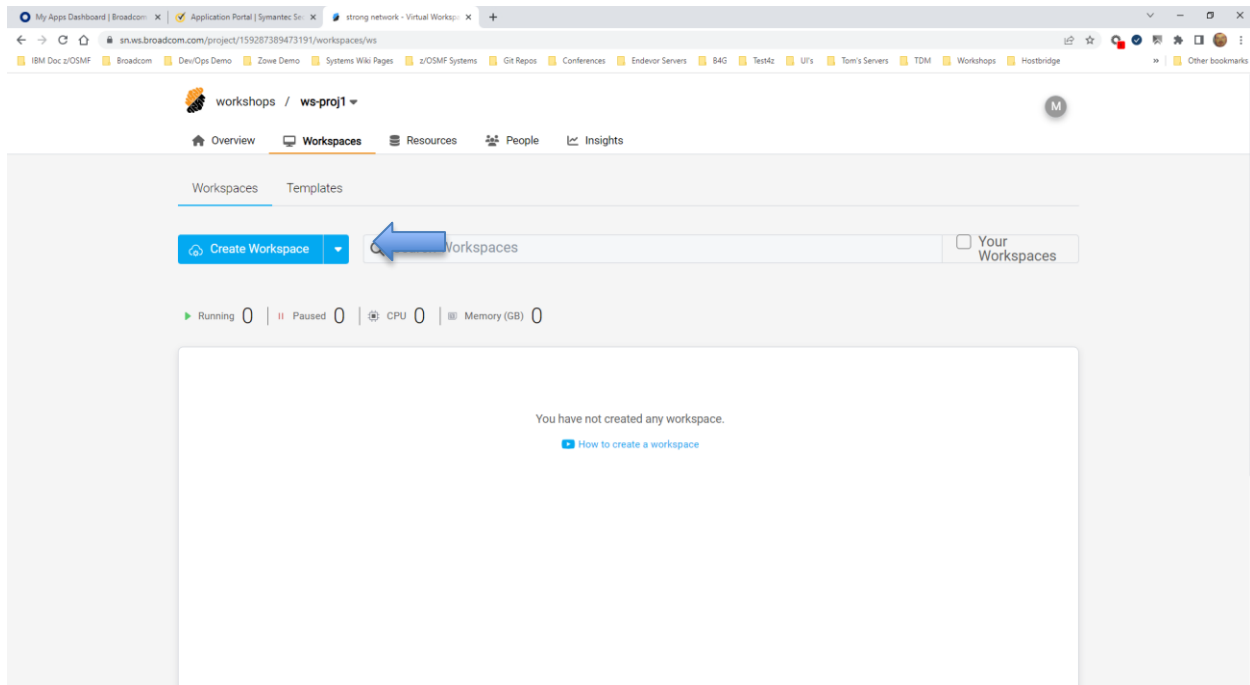 My Apps Dashboard | Broadcom
Application Portal | Symantec Sec
strong network - Virtual Workspa
sn.ws.broadcom.com/project/159287389473191/workspaces/ws
IBM Doc z/OSMF Broadcom Dev/Ops Demo Zowe Demo Systems Wiki Pages z/OSMF Systems Git Repos Conferences Endevor Servers B4G Test4z UI's Tom's Servers TDM Workshops Hostbridge » Other bookmarks
workshops / ws-proj1
M
Overview Workspaces Resources People Insights
Workspaces Templates
Create Workspace
Workspaces
Your
Workspaces
Running 0 Paused 0 CPU 0 Memory (GB) 0
You have not created any workspace.
How to create a workspace